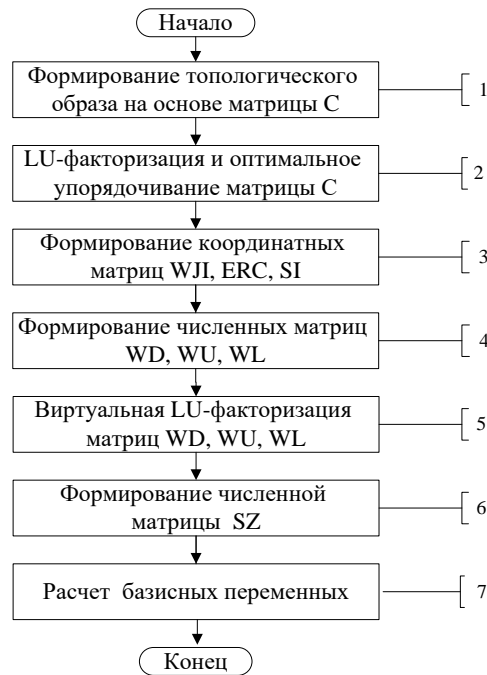 Начало
Формирование топологического
образа на основе матрицы С
1
LU-факторизация и оптимальное
упорядочивание матрицы С
2
Формирование координатных
матриц WJI, ERC, SI
3
Формирование численных матриц
WD, WU, WL
4
Виртуальная LU-факторизация
матриц WD, WU, WL
5
Формирование численной
матрицы SZ
6
Расчет базисных переменных
7
Конец